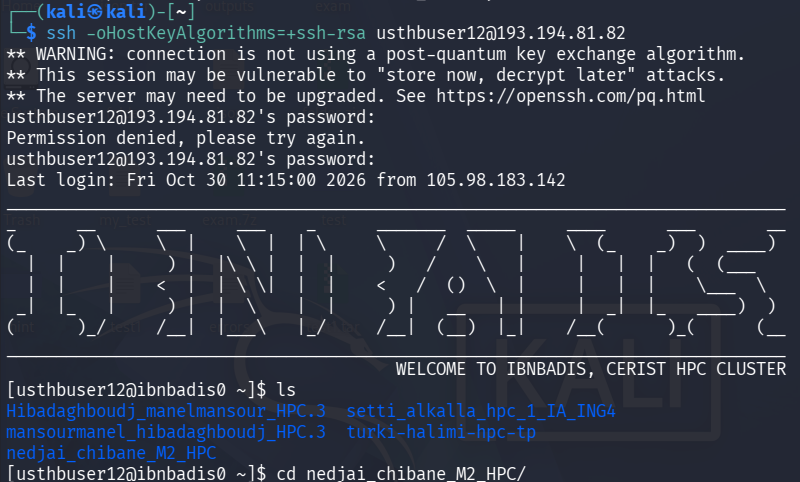 ┌──(kali㉿kali)-[~]
└─$ ssh -oHostKeyAlgorithms=+ssh-rsa usthbuser12@193.194.81.82
** WARNING: connection is not using a post-quantum key exchange algorithm.
** This session may be vulnerable to "store now, decrypt later" attacks.
** The server may need to be upgraded. See https://openssh.com/pq.html
usthbuser12@193.194.81.82's password:
Permission denied, please try again.
usthbuser12@193.194.81.82's password:
Last login: Fri Oct 30 11:15:00 2026 from 105.98.183.142
IBNBADIS
WELCOME TO IBNBADIS, CERIST HPC CLUSTER
[usthbuser12@ibnbadis0 ~]$ ls
Hibadaghboudj_manelmansour_HPC.3  setti_alkalla_hpc_1_IA_ING4
mansourmanel_hibadaghboudj_HPC.3  turki-halimi-hpc-tp
nedjai_chibane_M2_HPC
[usthbuser12@ibnbadis0 ~]$ cd nedjai_chibane_M2_HPC/
KALI